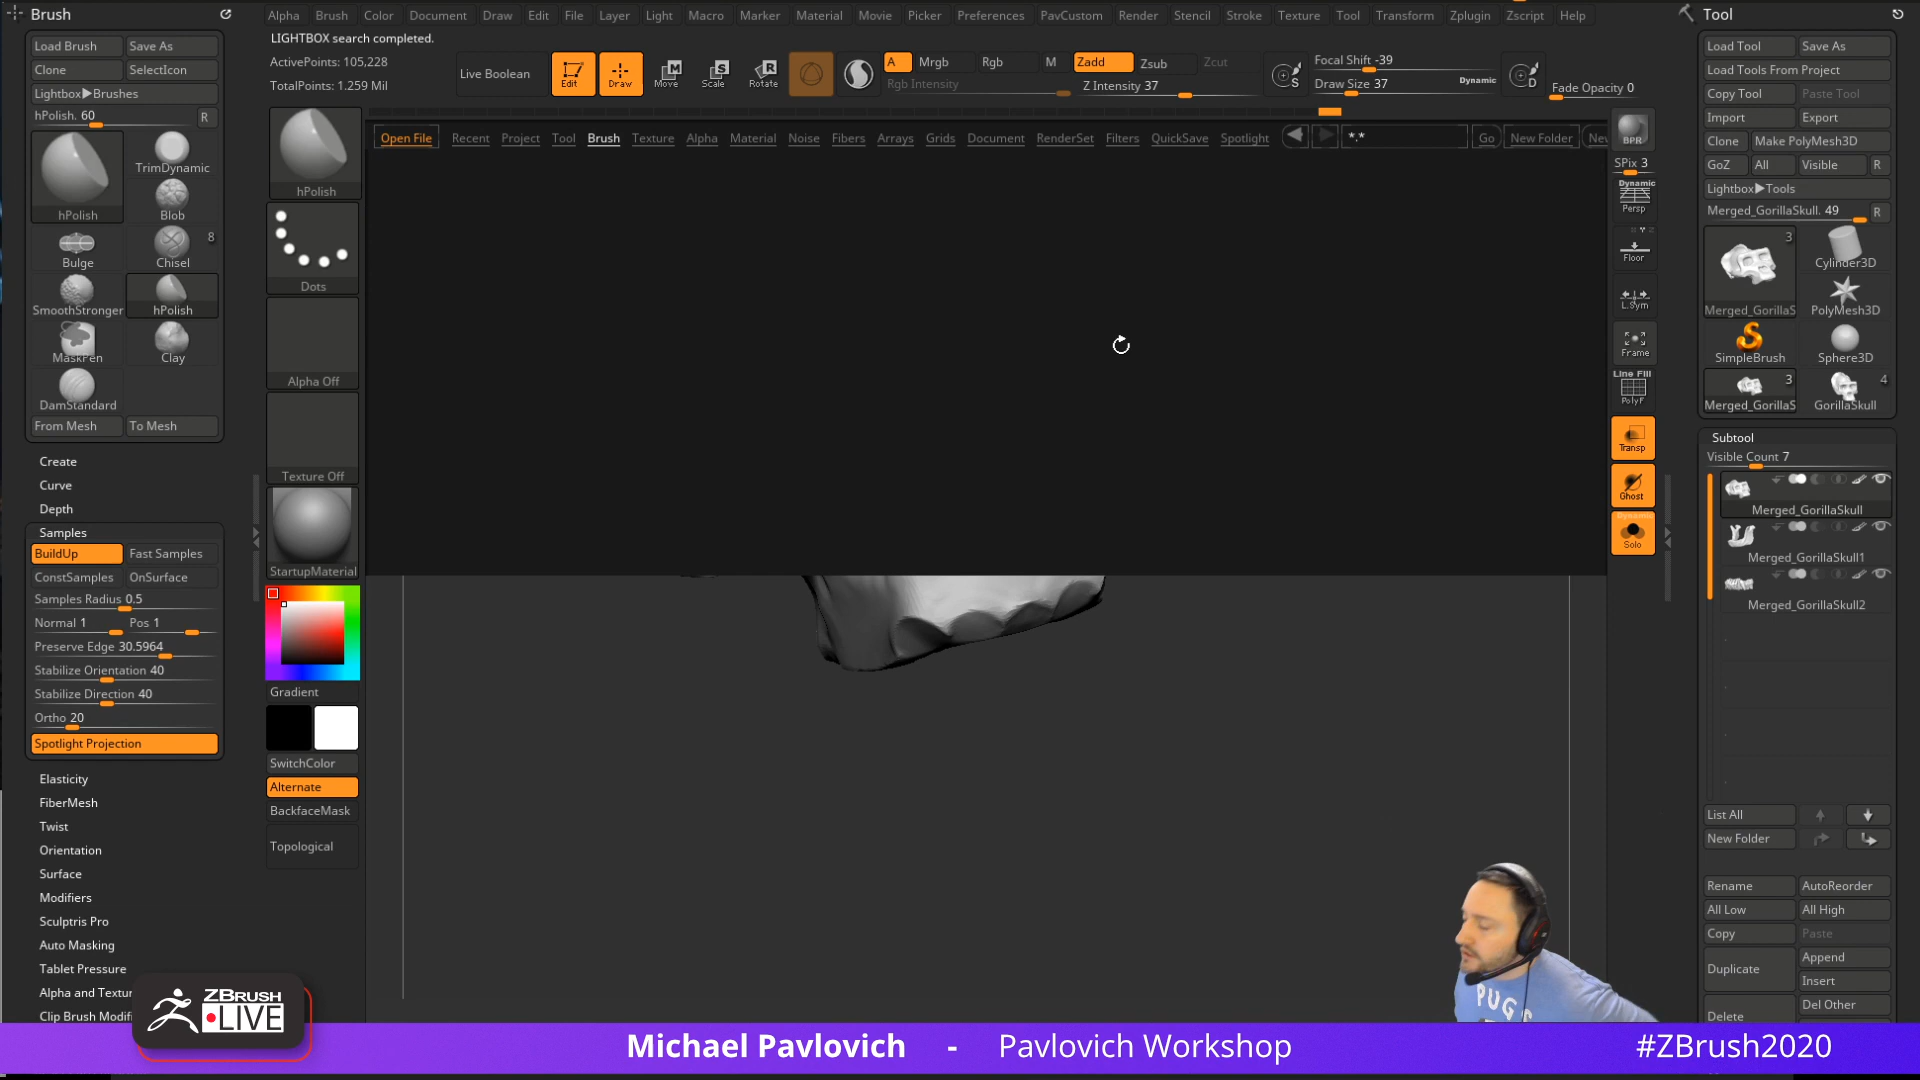 Brush
Alpha Brush Color Document Draw Edit File Layer Light Macro Marker Material Movie Picker Preferences PavCustom Render Stencil Stroke Texture Tool Transform Zplugin Zscript Help
Tool
LIGHTBOX search completed.
Load Brush Save As
Clone SelectIcon
Lightbox▶Brushes
hPolish. 60 R
hPolish
TrimDynamic
Blob
Bulge
Chisel 8
SmoothStronger
hPolish
MaskPen
Clay
DamStandard
From Mesh To Mesh
Create
Curve
Depth
Samples
BuildUp Fast Samples
ConstSamples OnSurface
Samples Radius 0.5
Normal 1 Pos 1
Preserve Edge 30.5964
Stabilize Orientation 40
Stabilize Direction 40
Ortho 20
Spotlight Projection
Elasticity
FiberMesh
Twist
Orientation
Surface
Modifiers
Sculptris Pro
Auto Masking
Tablet Pressure
Alpha and Textur
Clip Brush Modif
ActivePoints: 105,228
TotalPoints: 1.259 Mil
Live Boolean
Edit
Draw
Move
Scale
Rotate
A Mrgb Rgb M
Rgb Intensity
Zadd Zsub Zcut
Z Intensity 37
S
Focal Shift -39
Draw Size 37 Dynamic
D
Fade Opacity 0
Open File Recent Project Tool Brush Texture Alpha Material Noise Fibers Arrays Grids Document RenderSet Filters QuickSave Spotlight *.* Go New Folder New
hPolish
Dots
Alpha Off
Texture Off
StartupMaterial
Gradient
SwitchColor
Alternate
BackfaceMask
Topological
BPR
SPix 3
Dynamic
Persp
Floor
L.Sym
Frame
Line Fill
PolyF
Transp
Ghost
Dynamic
Solo
Load Tool Save As
Load Tools From Project
Copy Tool Paste Tool
Import Export
Clone Make PolyMesh3D
GoZ All Visible R
Lightbox▶Tools
Merged_GorillaSkull. 49 R
3
Merged_GorillaS
Cylinder3D
PolyMesh3D
SimpleBrush
Sphere3D
3
Merged_GorillaS
4
GorillaSkull
Subtool
Visible Count 7
Merged_GorillaSkull
Merged_GorillaSkull1
Merged_GorillaSkull2
List All
New Folder
Rename AutoReorder
All Low All High
Copy Paste
Duplicate
Append
Insert
Delete
Del Other
PUGS
ZBRUSH
LIVE
Michael Pavlovich - Pavlovich Workshop
#ZBrush2020